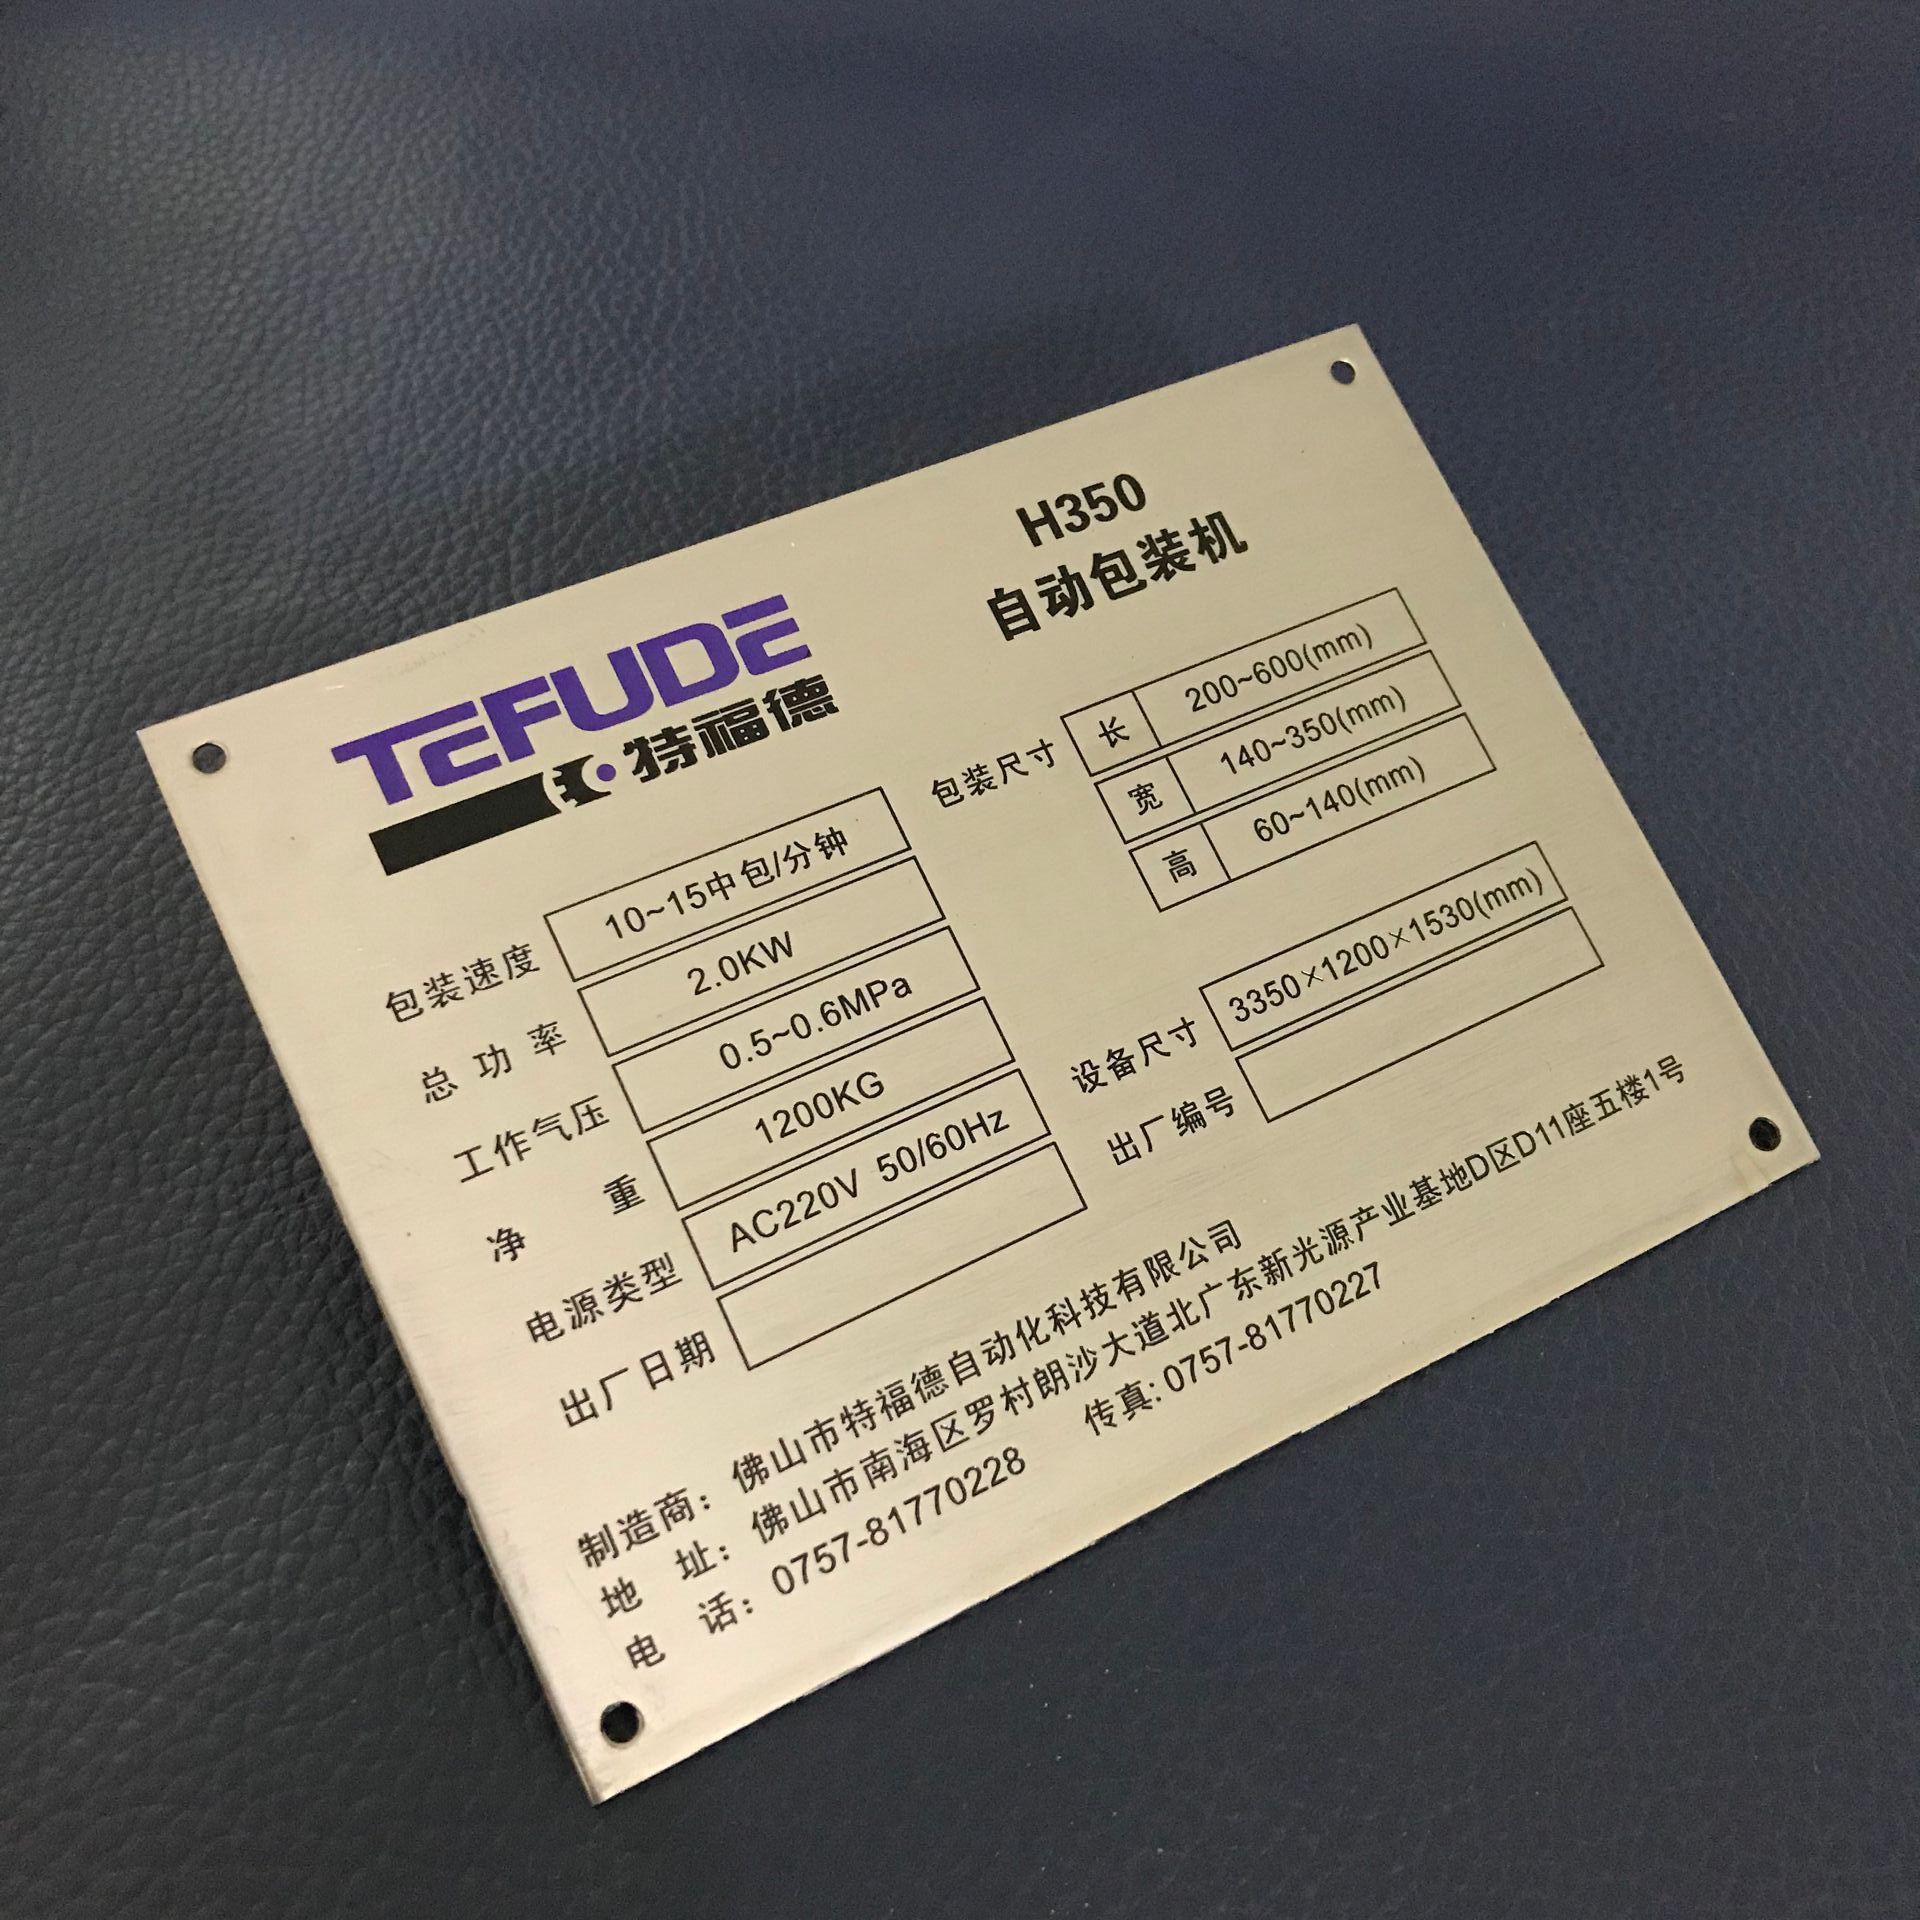 TEFUDE
特福德
H350
自动包装机
包装速度 10~15中包/分钟
总功率 2.0KW
工作气压 0.5~0.6MPa
净重 1200KG
电源类型 AC220V 50/60Hz
出厂日期
包装尺寸 长 200~600(mm)
宽 140~350(mm)
高 60~140(mm)
设备尺寸 3350×1200×1530(mm)
出厂编号
制造商：佛山市特福德自动化科技有限公司
地址：佛山市南海区罗村朗沙大道北广东新光源产业基地D区D11座五楼1号
电话：0757-81770228 传真：0757-81770227